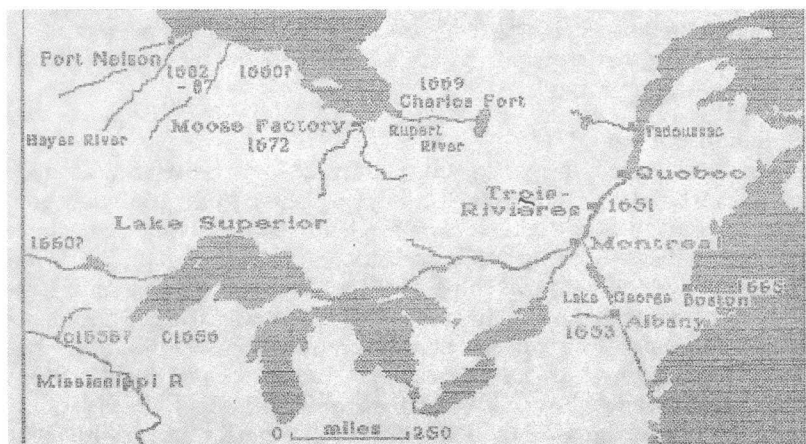 Port Nelson
1682
- 87
1660?
1669
Charles Fort
Hayes River
Moose Factory
1672
Rupert
River
Tadoussac
Quebec
Trois-
Rivières
1651
Lake Superior
1660?
Montreal
Lake George
Boston
1665
1653
Albany
c1655?
c1656
Mississippi R
0 miles 250